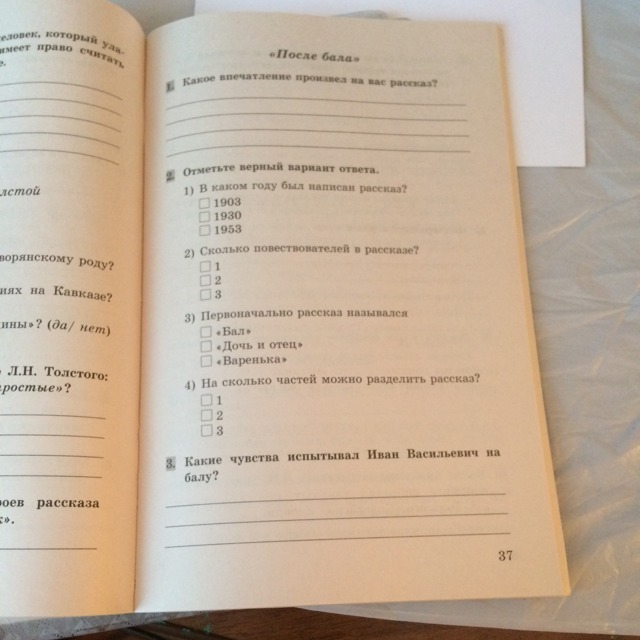 еловек, который
имеет право считать
е.
лстой
ворянскому роду?
иях на Кавказе?
ины»? (да/ нет)
Л.Н. Толстого:
ростые»?
роев рассказа
к».
«После бала»
1. Какое впечатление произвел на вас рассказ?
2. Отметьте верный вариант ответа.
1) В каком году был написан рассказ?
1903
1930
1953
2) Сколько повествователей в рассказе?
1
2
3
3) Первоначально рассказ назывался
«Бал»
«Дочь и отец»
«Варенька»
4) На сколько частей можно разделить рассказ?
1
2
3
3. Какие чувства испытывал Иван Васильевич на
балу?
37